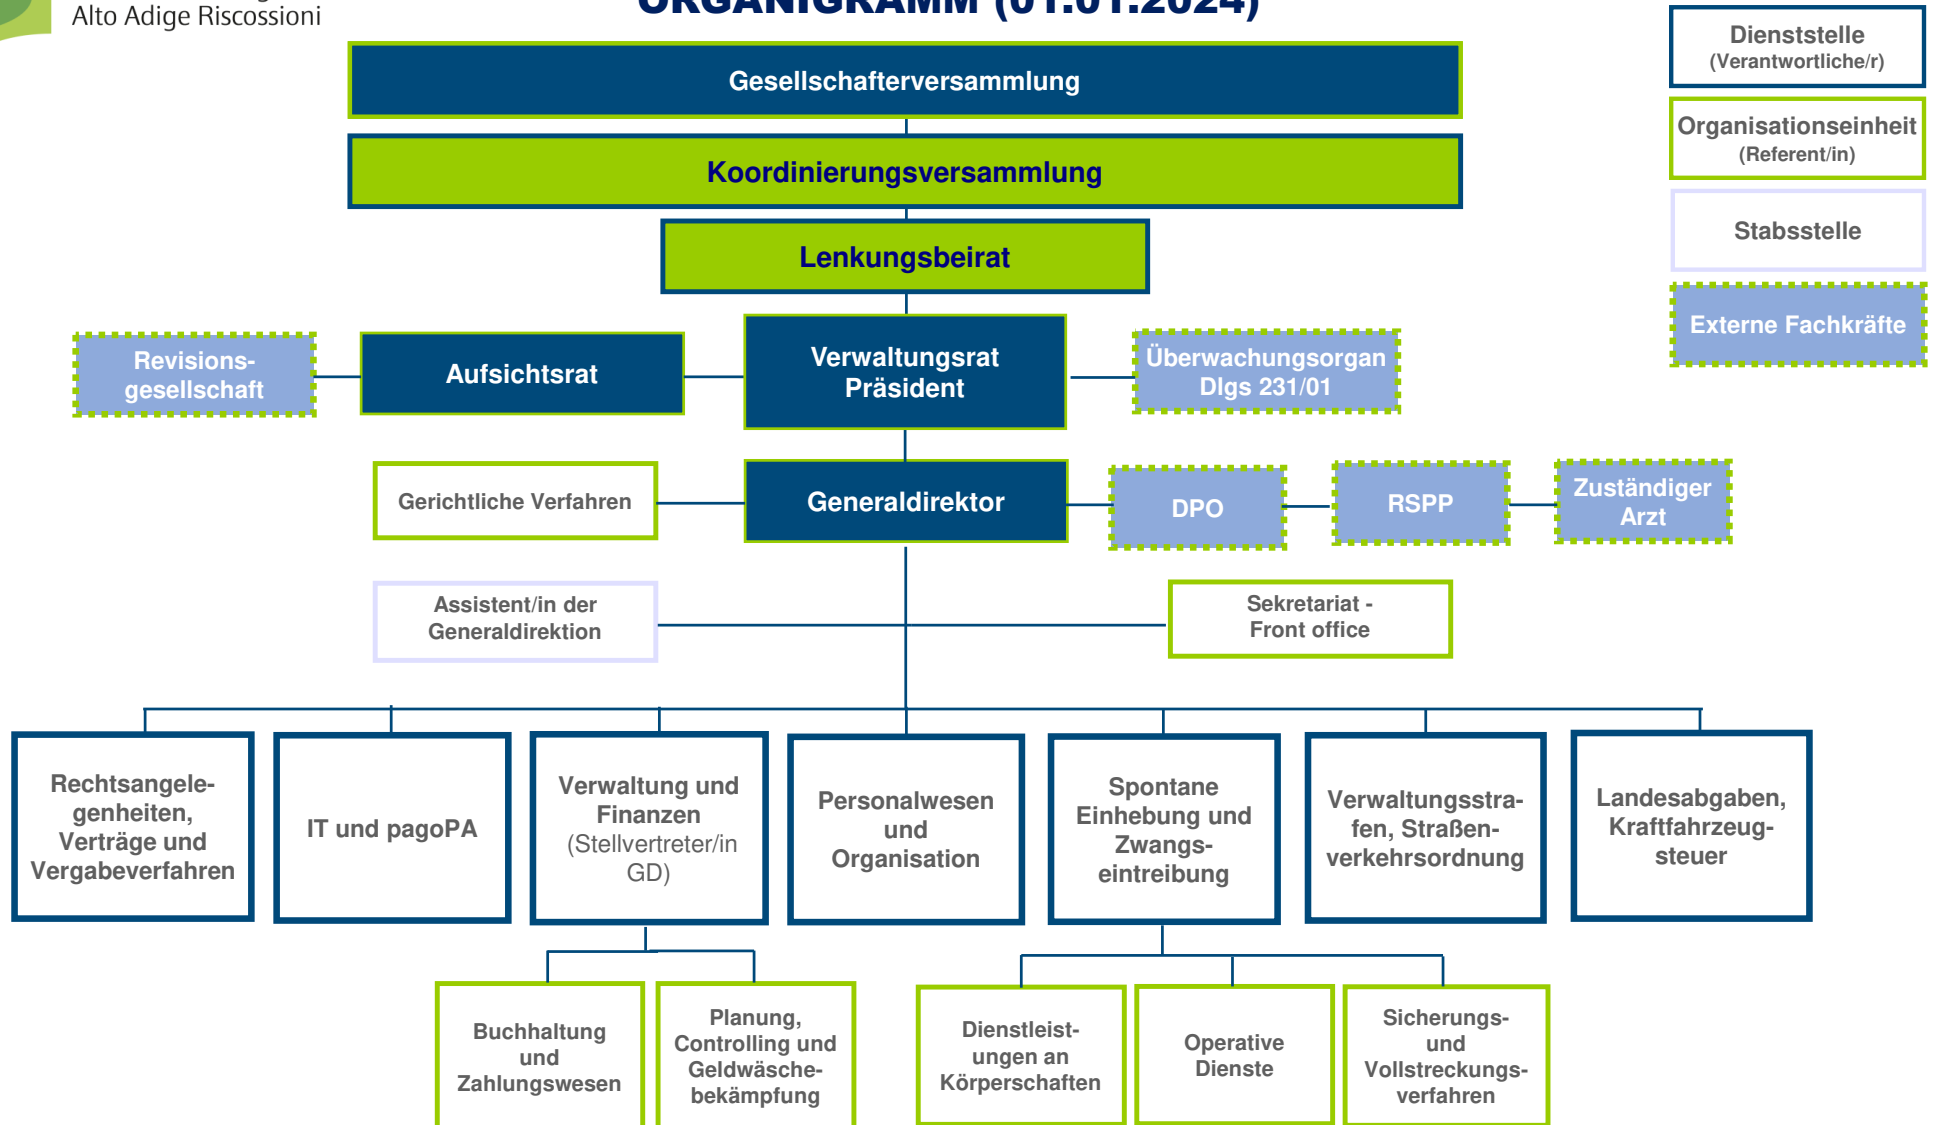 Alto Adige Riscossioni
ORGANIGRAMM (01.01.2024)
Dienststelle
(Verantwortliche/r)
Organisationseinheit
(Referent/in)
Stabsstelle
Externe Fachkräfte
Gesellschafterversammlung
Koordinierungsversammlung
Lenkungsbeirat
Revisions-
gesellschaft
Aufsichtsrat
Verwaltungsrat
Präsident
Überwachungsorgan
Dlgs 231/01
Gerichtliche Verfahren
Generaldirektor
DPO
RSPP
Zuständiger
Arzt
Assistent/in der
Generaldirektion
Sekretariat -
Front office
Rechtsangele-
genheiten,
Verträge und
Vergabeverfahren
IT und pagoPA
Verwaltung und
Finanzen
(Stellvertreter/in
GD)
Personalwesen
und
Organisation
Spontane
Einhebung und
Zwangs-
eintreibung
Verwaltungsstra-
fen, Straßen-
verkehrsordnung
Landesabgaben,
Kraftfahrzeug-
steuer
Buchhaltung
und
Zahlungswesen
Planung,
Controlling und
Geldwäsche-
bekämpfung
Dienstleist-
ungen an
Körperschaften
Operative
Dienste
Sicherungs-
und
Vollstreckungs-
verfahren